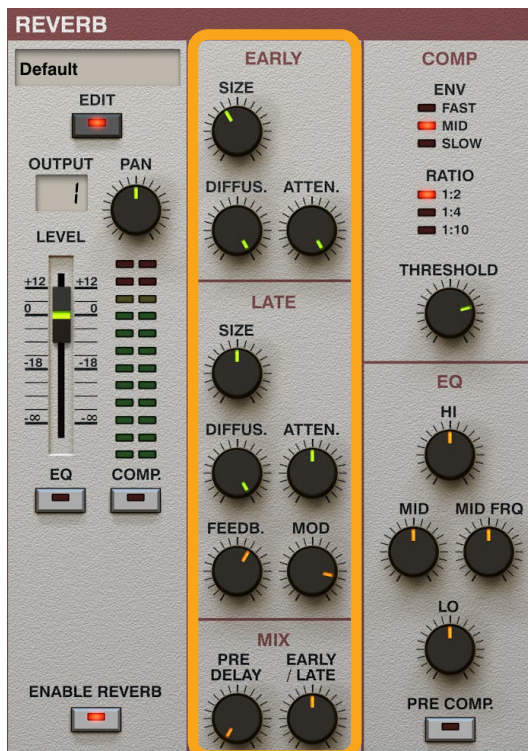 REVERB
Default
EDIT
OUTPUT
PAN
1
LEVEL
+12 +12
0 0
-18 -18
-∞ -∞
EQ
COMP.
ENABLE REVERB
EARLY
SIZE
DIFFUS. ATTEN.
LATE
SIZE
DIFFUS. ATTEN.
FEEDB. MOD
MIX
PRE DELAY
EARLY / LATE
COMP
ENV
FAST
MID
SLOW
RATIO
1:2
1:4
1:10
THRESHOLD
EQ
HI
MID MID FRQ
LO
PRE COMP.